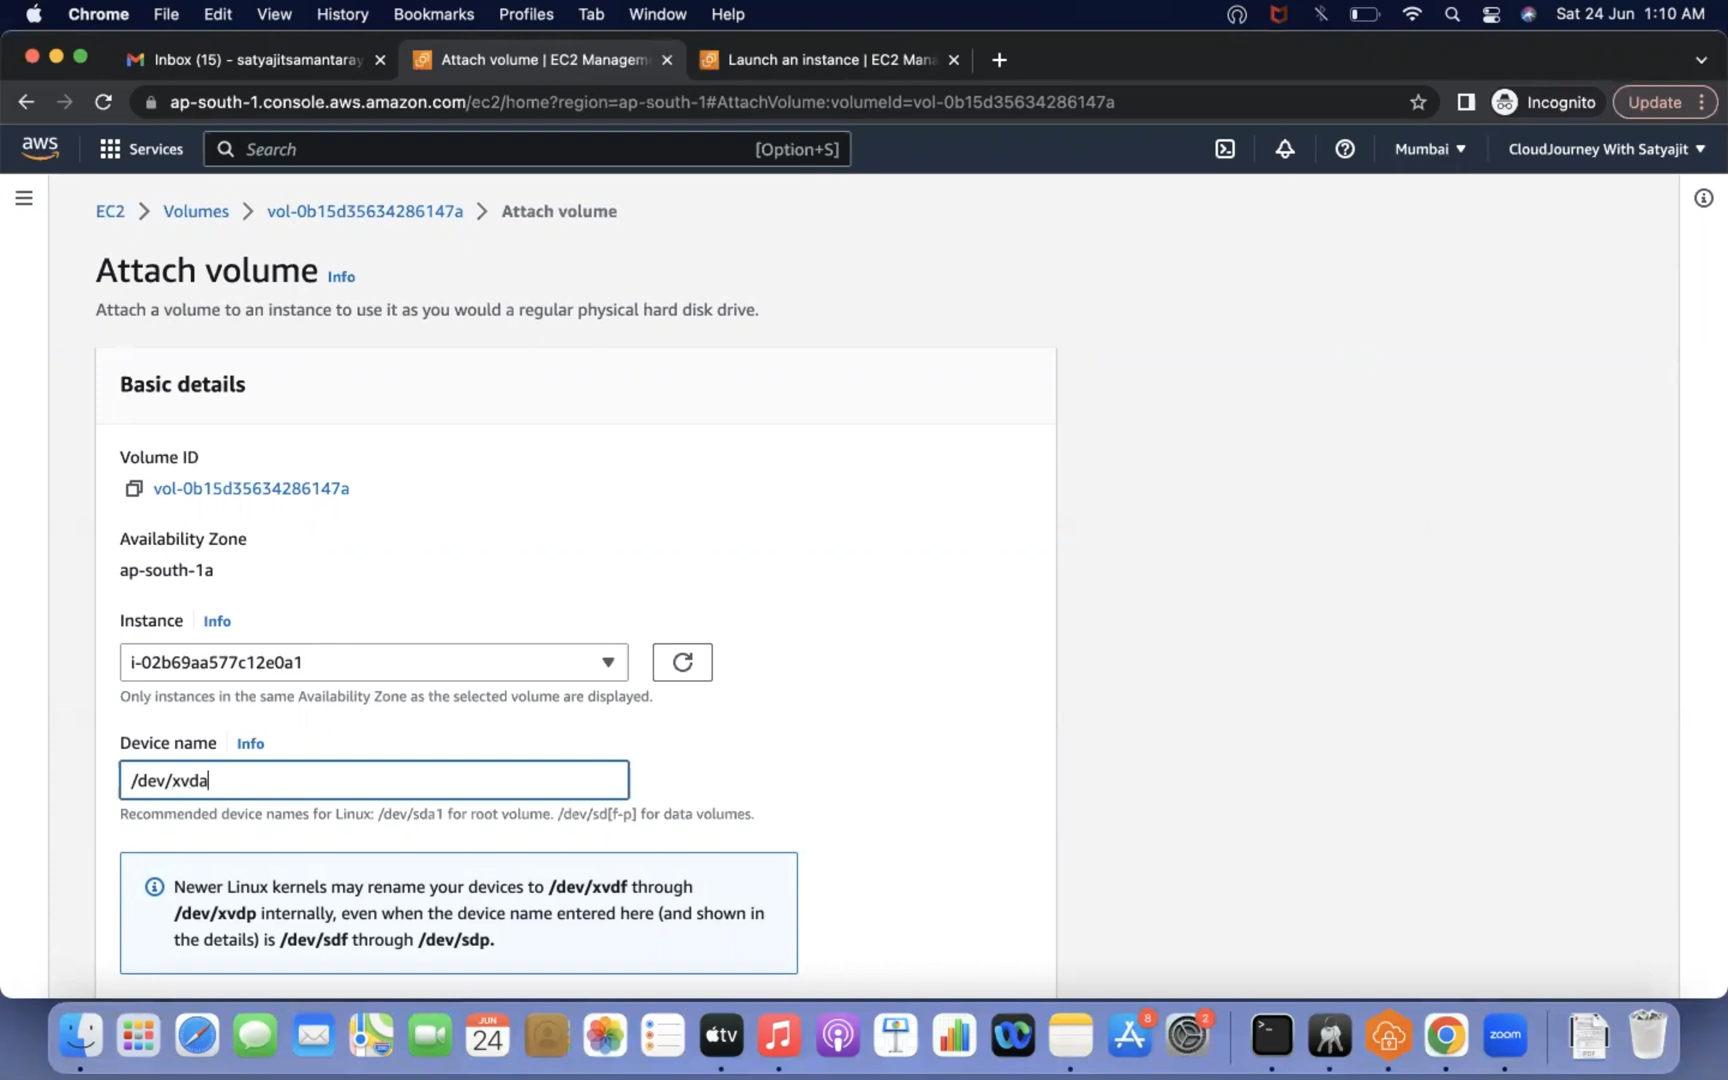 Chrome File Edit View History Bookmarks Profiles Tab Window Help Sat 24 Jun 1:10 AM
Inbox (15) - satyajitsamantaray Attach volume | EC2 Managem Launch an instance | EC2 Mana
ap-south-1.console.aws.amazon.com/ec2/home?region=ap-south-1#AttachVolume:volumeId=vol-0b15d35634286147a Incognito Update
aws Services Search [Option+S] Mumbai CloudJourney With Satyajit
EC2 Volumes vol-0b15d35634286147a Attach volume
Attach volume Info
Attach a volume to an instance to use it as you would a regular physical hard disk drive.
Basic details
Volume ID
vol-0b15d35634286147a
Availability Zone
ap-south-1a
Instance Info
i-02b69aa577c12e0a1
Only instances in the same Availability Zone as the selected volume are displayed.
Device name Info
/dev/xvda
Recommended device names for Linux: /dev/sda1 for root volume. /dev/sd[f-p] for data volumes.
Newer Linux kernels may rename your devices to /dev/xvdf through
/dev/xvdp internally, even when the device name entered here (and shown in
the details) is /dev/sdf through /dev/sdp.
JUN
24
tv
8
2
zoom
PDF